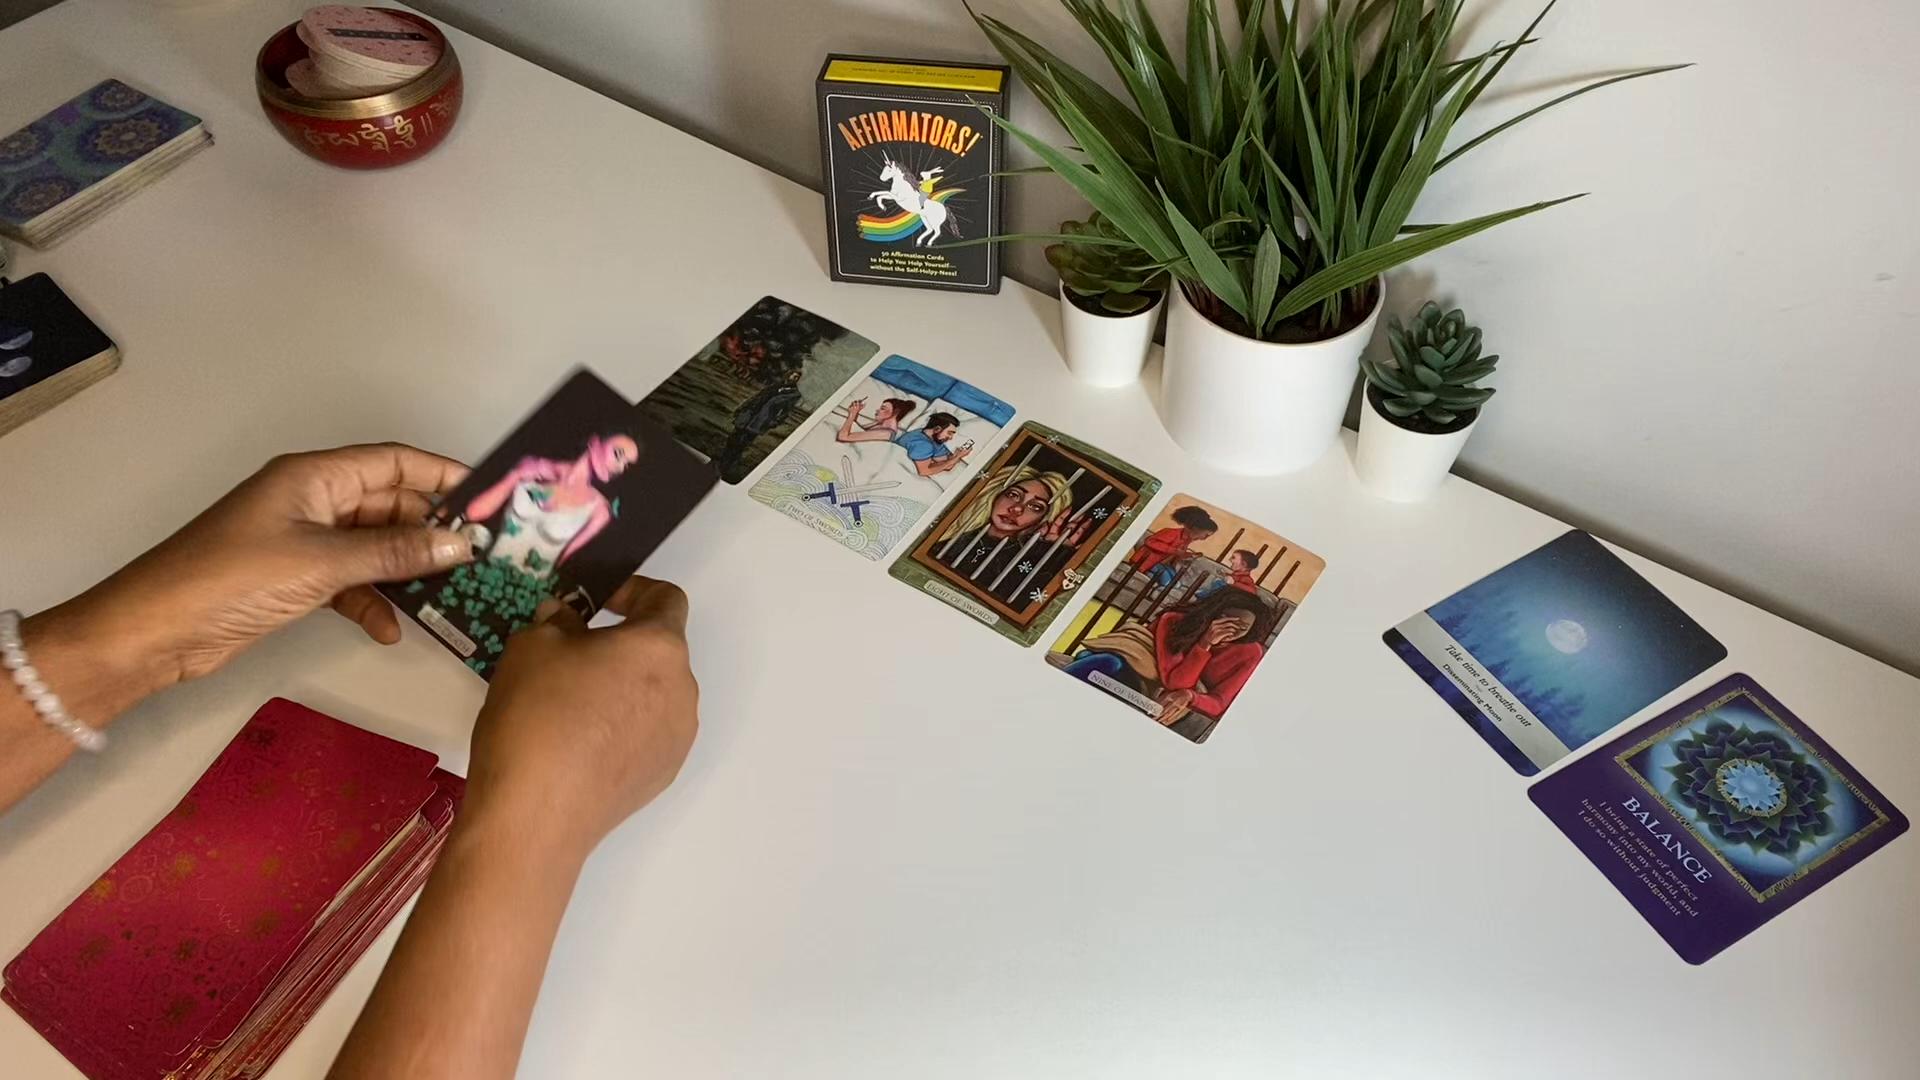 AFFIRMATORS!
50 Affirmation Cards
to Help You Help Yourself—
without the Self-Helpy-Ness!
TWO OF SWORDS
EIGHT OF SWORDS
NINE OF WANDS
DEATH
Take time to breathe out
Disseminating Moon
BALANCE
I bring a state of perfect
harmony into my world, and
I do so without judgment